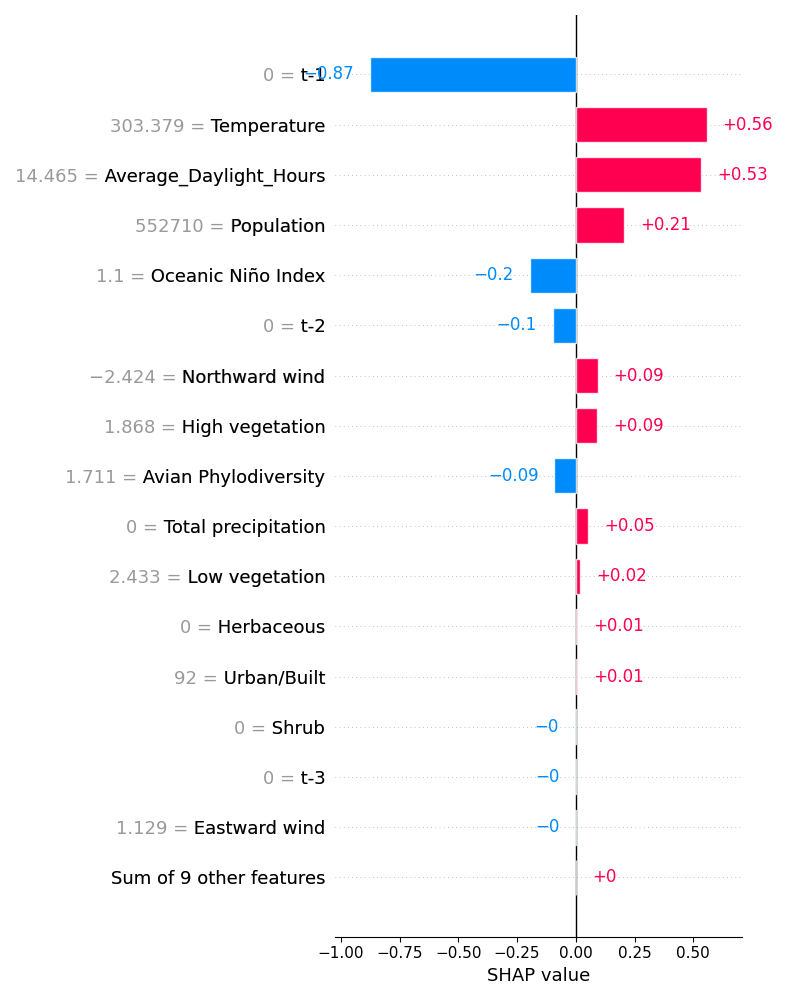 0 = t-1 −0.87
303.379 = Temperature +0.56
14.465 = Average_Daylight_Hours +0.53
552710 = Population +0.21
1.1 = Oceanic Niño Index −0.2
0 = t-2 −0.1
−2.424 = Northward wind +0.09
1.868 = High vegetation +0.09
1.711 = Avian Phylodiversity −0.09
0 = Total precipitation +0.05
2.433 = Low vegetation +0.02
0 = Herbaceous +0.01
92 = Urban/Built +0.01
0 = Shrub −0
0 = t-3 −0
1.129 = Eastward wind −0
Sum of 9 other features +0
−1.00 −0.75 −0.50 −0.25 0.00 0.25 0.50
SHAP value